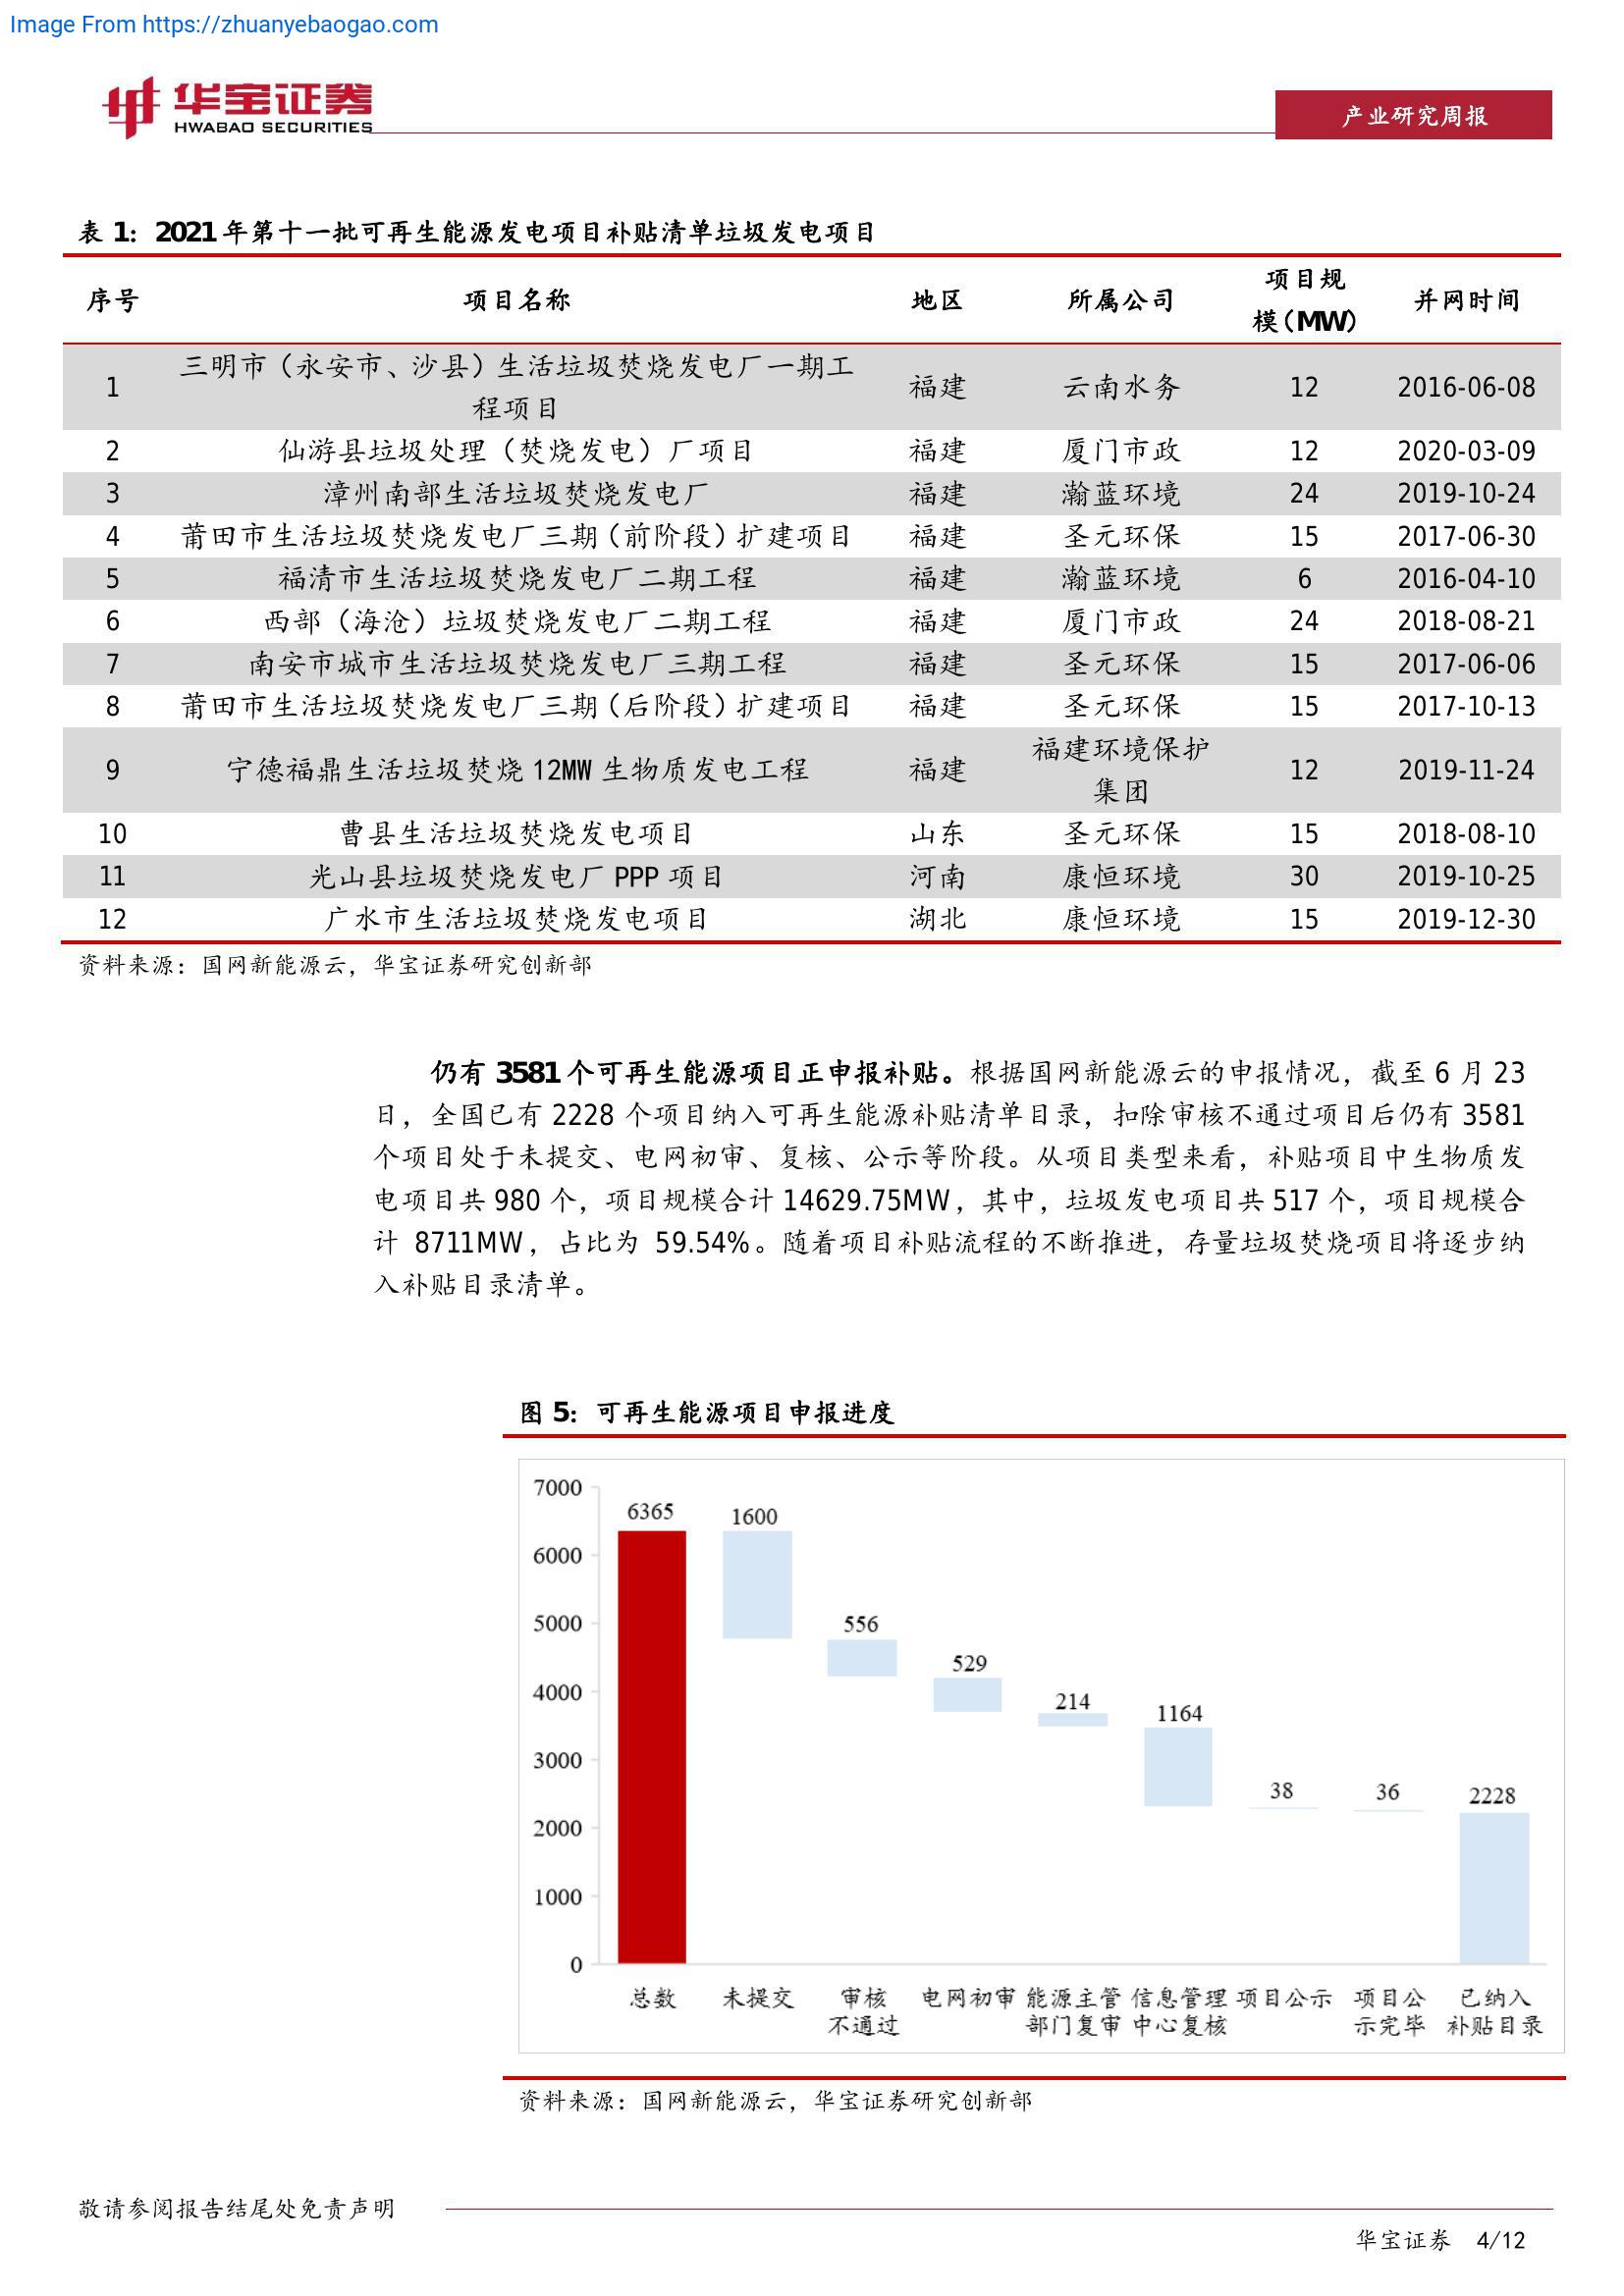 Image From https://zhuanyebaogao.com
华宝证券
HWABAO SECURITIES
产业研究周报
表 1：2021 年第十一批可再生能源发电项目补贴清单垃圾发电项目
序号 项目名称 地区 所属公司 项目规模（MW） 并网时间
1 三明市（永安市、沙县）生活垃圾焚烧发电厂一期工程项目 福建 云南水务 12 2016-06-08
2 仙游县垃圾处理（焚烧发电）厂项目 福建 厦门市政 12 2020-03-09
3 漳州南部生活垃圾焚烧发电厂 福建 瀚蓝环境 24 2019-10-24
4 莆田市生活垃圾焚烧发电厂三期（前阶段）扩建项目 福建 圣元环保 15 2017-06-30
5 福清市生活垃圾焚烧发电厂二期工程 福建 瀚蓝环境 6 2016-04-10
6 西部（海沧）垃圾焚烧发电厂二期工程 福建 厦门市政 24 2018-08-21
7 南安市城市生活垃圾焚烧发电厂三期工程 福建 圣元环保 15 2017-06-06
8 莆田市生活垃圾焚烧发电厂三期（后阶段）扩建项目 福建 圣元环保 15 2017-10-13
9 宁德福鼎生活垃圾焚烧 12MW 生物质发电工程 福建 福建环境保护集团 12 2019-11-24
10 曹县生活垃圾焚烧发电项目 山东 圣元环保 15 2018-08-10
11 光山县垃圾焚烧发电厂 PPP 项目 河南 康恒环境 30 2019-10-25
12 广水市生活垃圾焚烧发电项目 湖北 康恒环境 15 2019-12-30
资料来源：国网新能源云，华宝证券研究创新部
仍有 3581 个可再生能源项目正申报补贴。根据国网新能源云的申报情况，截至 6 月 23
日，全国已有 2228 个项目纳入可再生能源补贴清单目录，扣除审核不通过项目后仍有 3581
个项目处于未提交、电网初审、复核、公示等阶段。从项目类型来看，补贴项目中生物质发
电项目共 980 个，项目规模合计 14629.75MW，其中，垃圾发电项目共 517 个，项目规模合
计 8711MW，占比为 59.54%。随着项目补贴流程的不断推进，存量垃圾焚烧项目将逐步纳
入补贴目录清单。
图 5：可再生能源项目申报进度
7000
6000
5000
4000
3000
2000
1000
0
6365
1600
556
529
214
1164
38
36
2228
总数 未提交 审核不通过 电网初审 能源主管部门复审 信息管理中心复核 项目公示 项目公示完毕 已纳入补贴目录
资料来源：国网新能源云，华宝证券研究创新部
敬请参阅报告结尾处免责声明
华宝证券 4/12